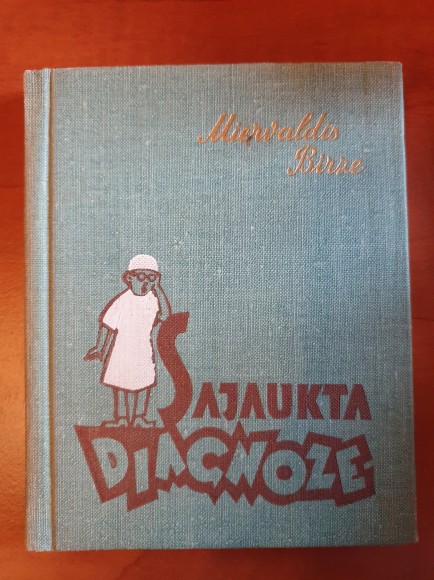 Miervaldis
Birze
SAJAUKTA
DIAGNOZE